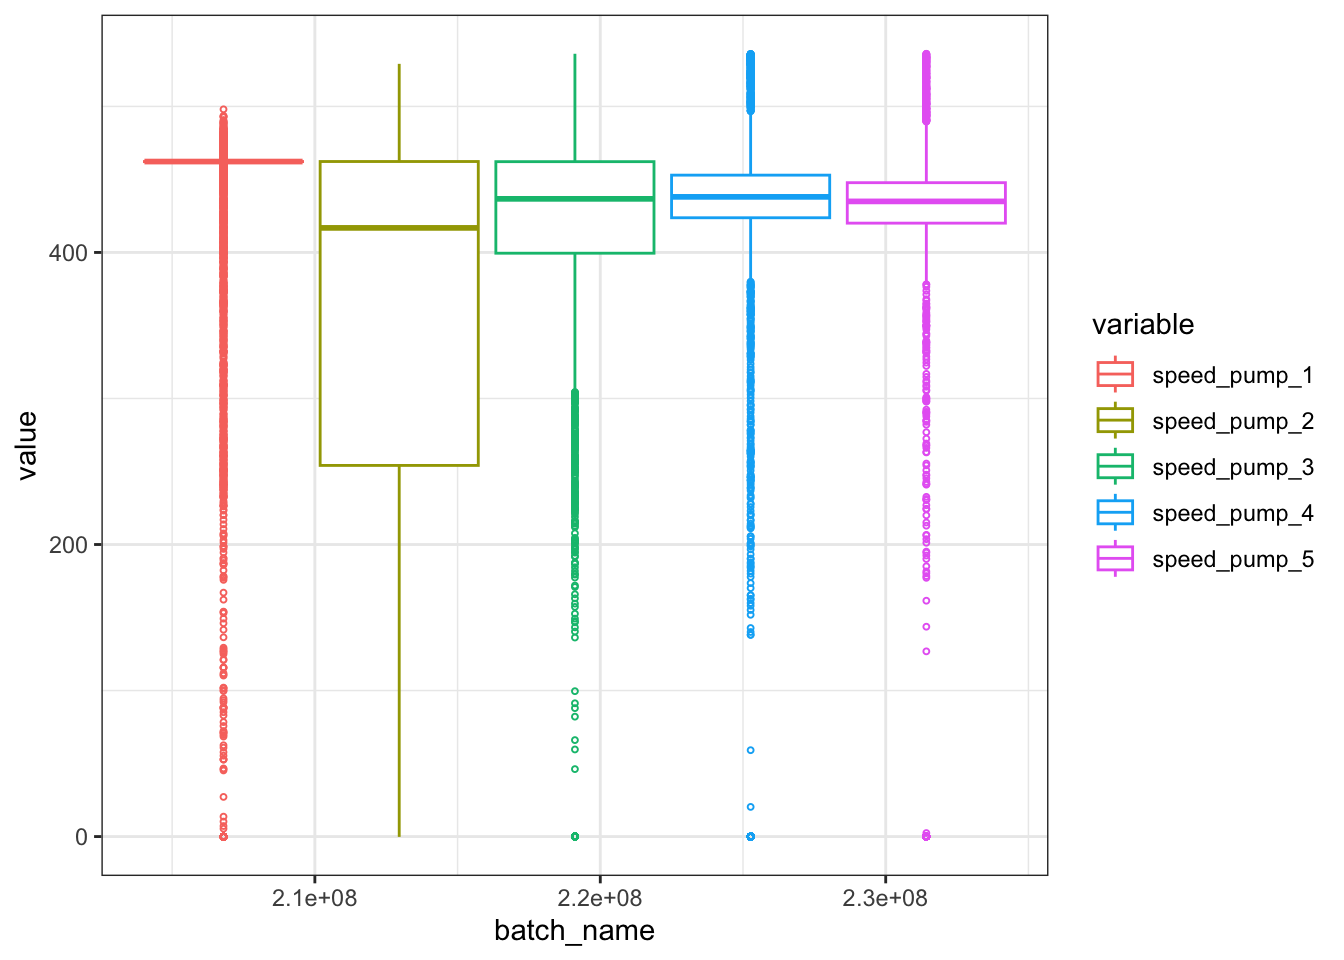 value
400
200
0
2.1e+08
2.2e+08
2.3e+08
batch_name
variable
speed_pump_1
speed_pump_2
speed_pump_3
speed_pump_4
speed_pump_5